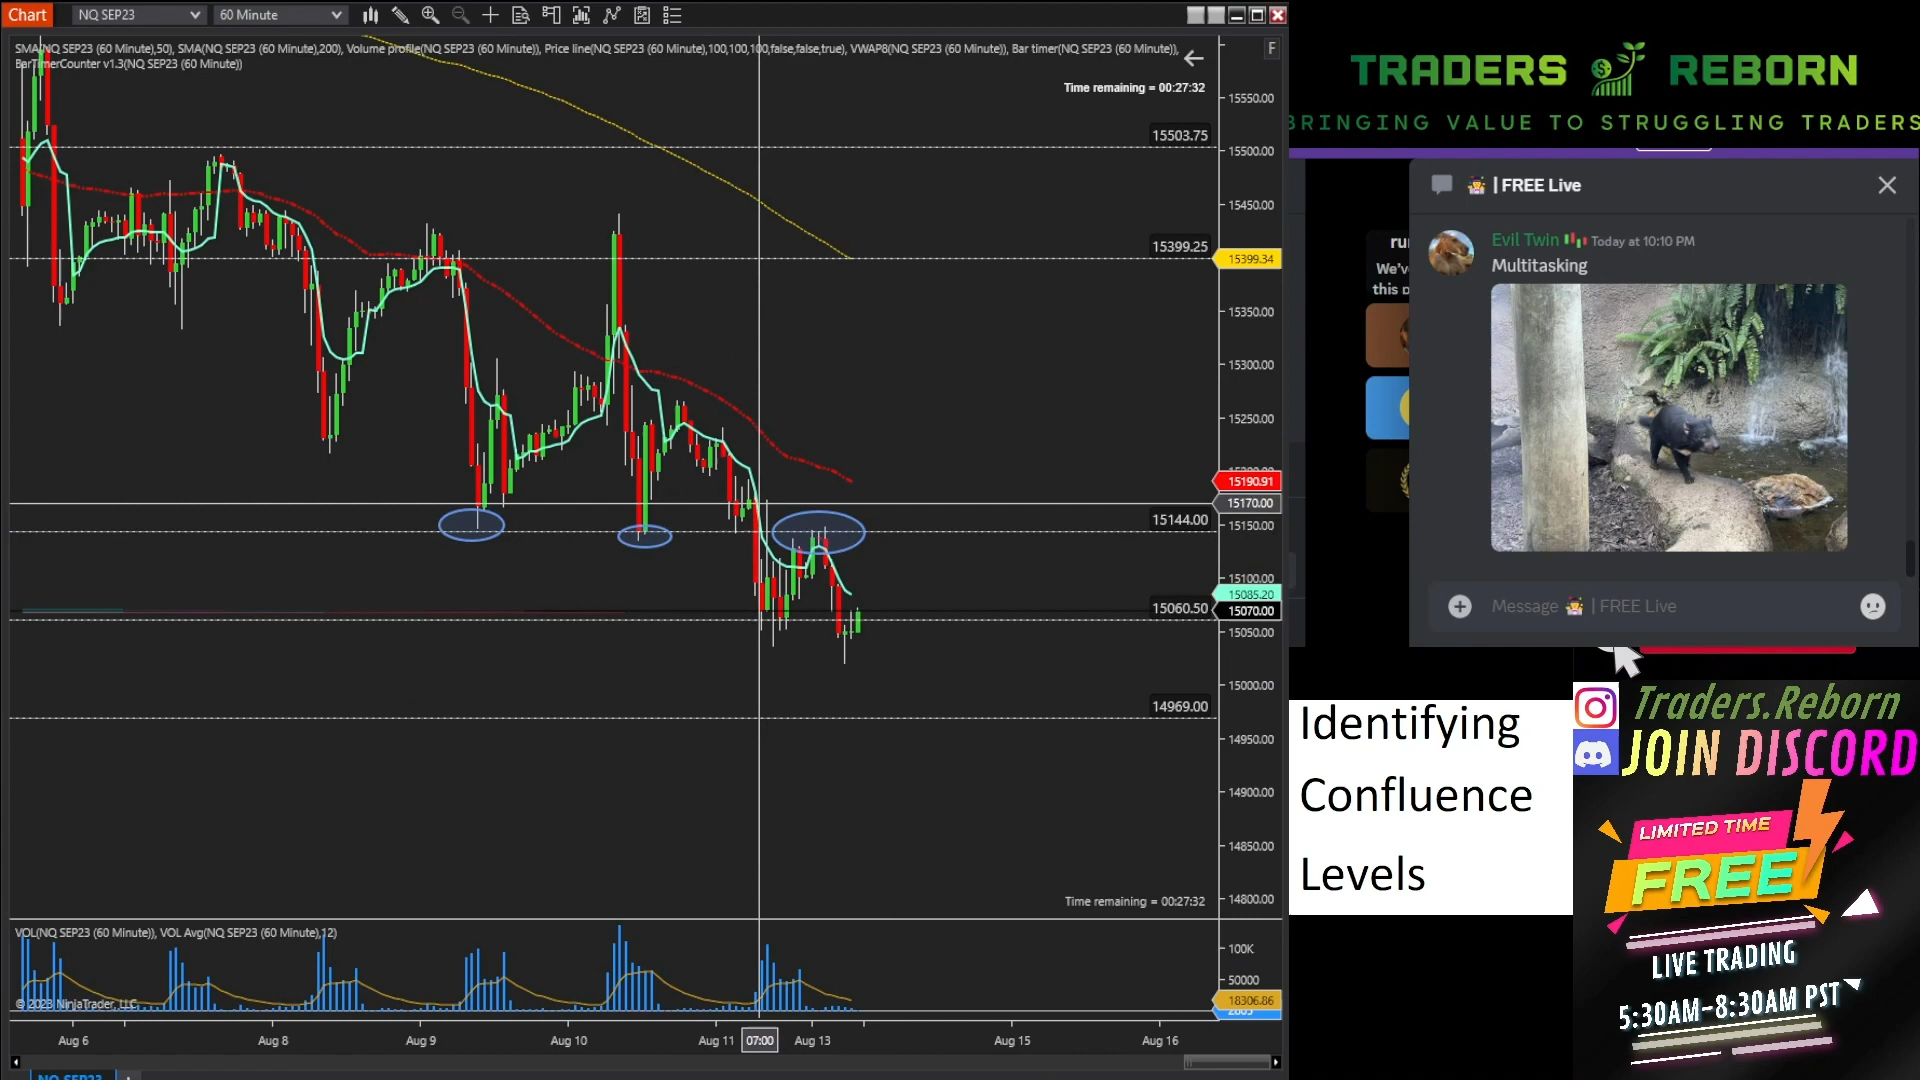 Chart
NQ SEP23
60 Minute
SMA(NQ SEP23 (60 Minute),50), SMA(NQ SEP23 (60 Minute),200), Volume profile(NQ SEP23 (60 Minute)), Price line(NQ SEP23 (60 Minute),100,100,100,false,false,true), VWAP8(NQ SEP23 (60 Minute)), Bar timer(NQ SEP23 (60 Minute)),
BarTimerCounter v1.3(NQ SEP23 (60 Minute))
F
Time remaining = 00:27:32
15550.00
15503.75
15500.00
15450.00
15399.25
15399.34
15350.00
15300.00
15250.00
15190.91
15170.00
15144.00
15150.00
15100.00
15085.20
15060.50
15070.00
15050.00
15000.00
14969.00
14950.00
14900.00
14850.00
14800.00
Time remaining = 00:27:32
VOL(NQ SEP23 (60 Minute)), VOL Avg(NQ SEP23 (60 Minute),12)
100K
50000
18306.86
© 2023 NinjaTrader, LLC
Aug 6
Aug 8
Aug 9
Aug 10
Aug 11
07:00
Aug 13
Aug 15
Aug 16
NQ SEP23
TRADERS REBORN
BRINGING VALUE TO STRUGGLING TRADERS
| FREE Live
We'v
this p
Evil Twin Today at 10:10 PM
Multitasking
Message | FREE Live
Identifying
Confluence
Levels
Traders.Reborn
JOIN DISCORD
LIMITED TIME
FREE
LIVE TRADING
5:30AM-8:30AM PST